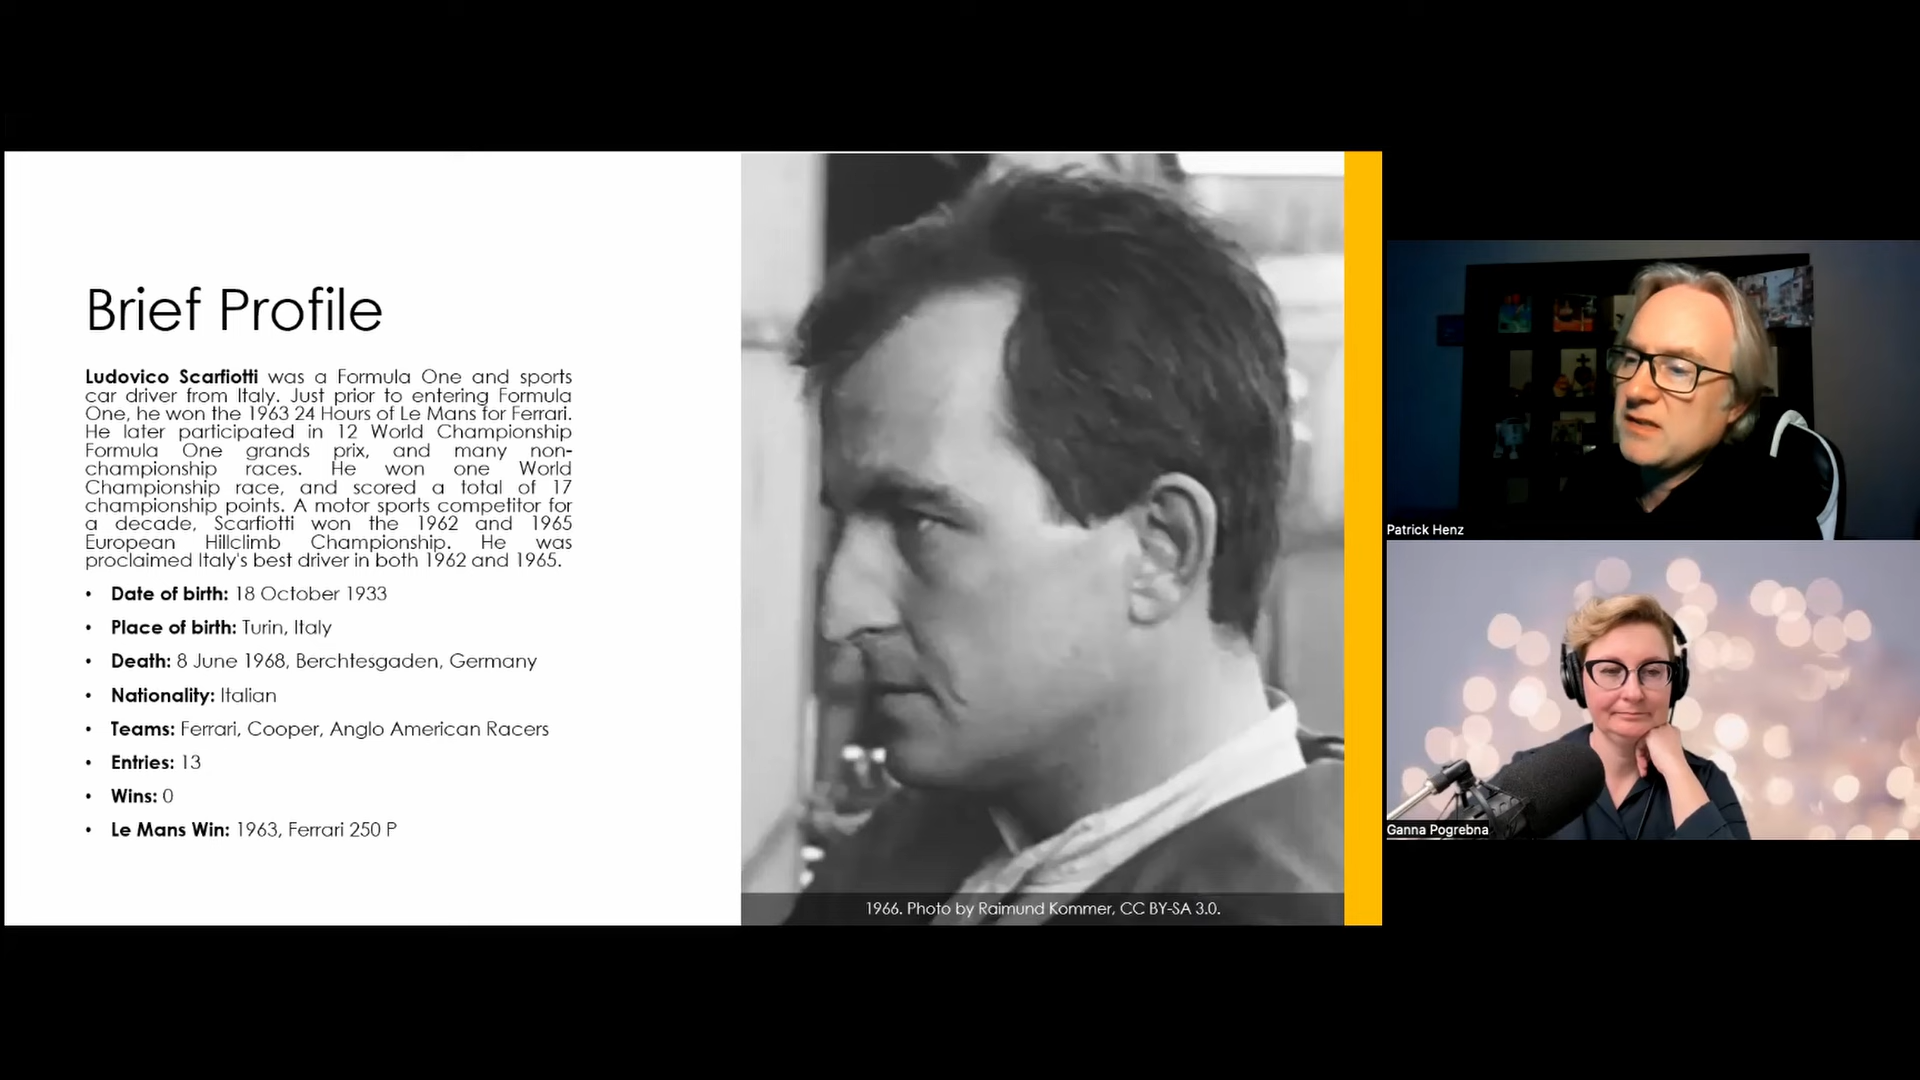 Brief Profile
Ludovico Scarfiotti was a Formula One and sports
car driver from Italy. Just prior to entering Formula
One, he won the 1963 24 Hours of Le Mans for Ferrari.
He later participated in 12 World Championship
Formula One grands prix, and many non-
championship races. He won one World
Championship race, and scored a total of 17
championship points. A motor sports competitor for
a decade, Scarfiotti won the 1962 and 1965
European Hillclimb Championship. He was
proclaimed Italy's best driver in both 1962 and 1965.
• Date of birth: 18 October 1933
• Place of birth: Turin, Italy
• Death: 8 June 1968, Berchtesgaden, Germany
• Nationality: Italian
• Teams: Ferrari, Cooper, Anglo American Racers
• Entries: 13
• Wins: 0
• Le Mans Win: 1963, Ferrari 250 P
1966. Photo by Raimund Kommer, CC BY-SA 3.0.
Patrick Henz
Ganna Pogrebna